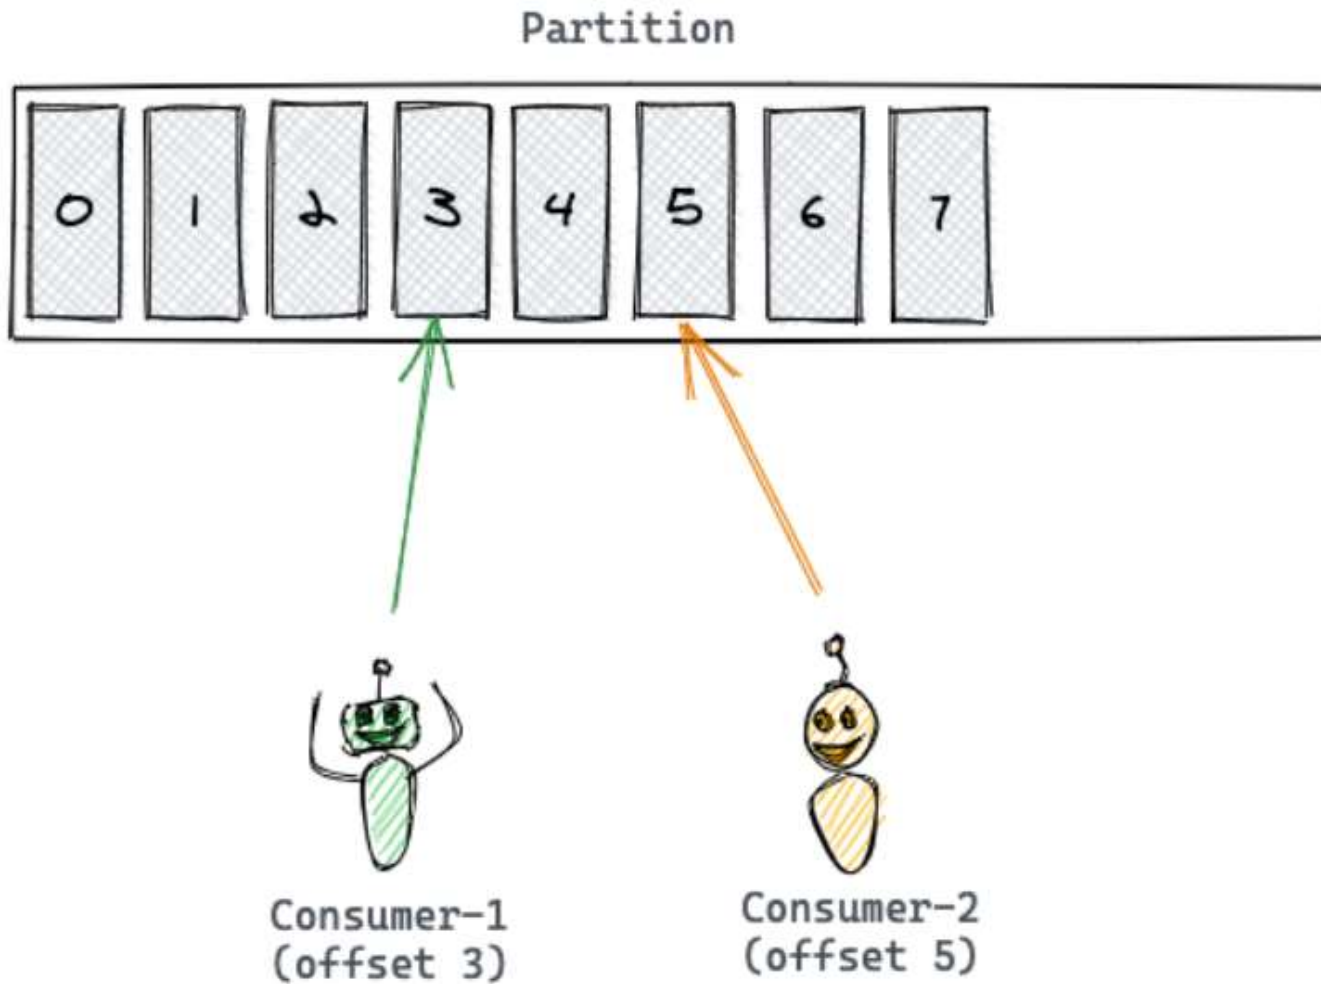 Partition
0 1 2 3 4 5 6 7
Consumer-1
(offset 3)
Consumer-2
(offset 5)